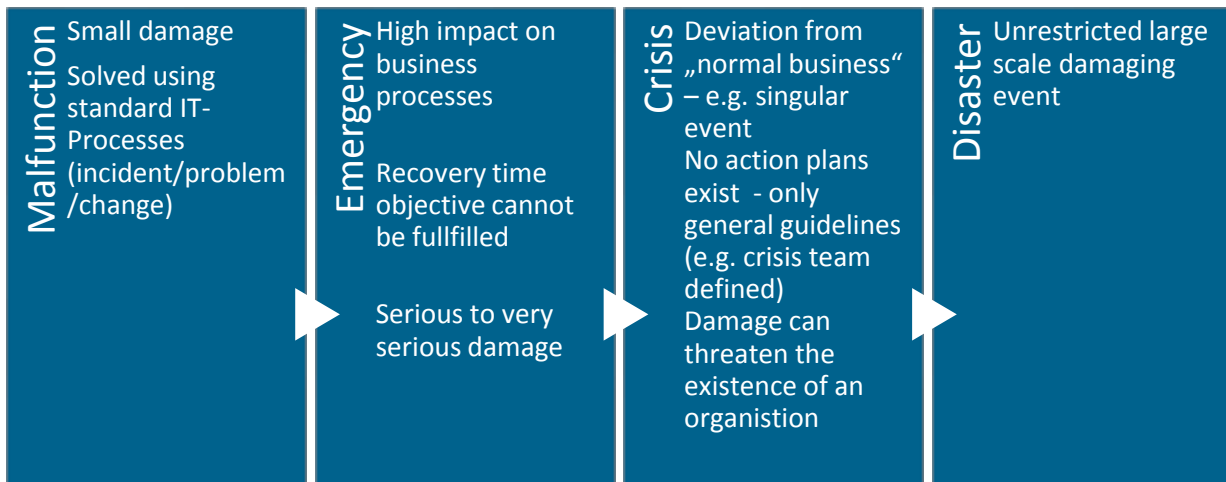 Malfunction
Small damage
Solved using
standard IT-
Processes
(incident/problem
/change)
Emergency
High impact on
business
processes
Recovery time
objective cannot
be fullfilled
Serious to very
serious damage
Crisis
Deviation from
„normal business“
– e.g. singular
event
No action plans
exist  - only
general guidelines
(e.g. crisis team
defined)
Damage can
threaten the
existence of an
organistion
Disaster
Unrestricted large
scale damaging
event